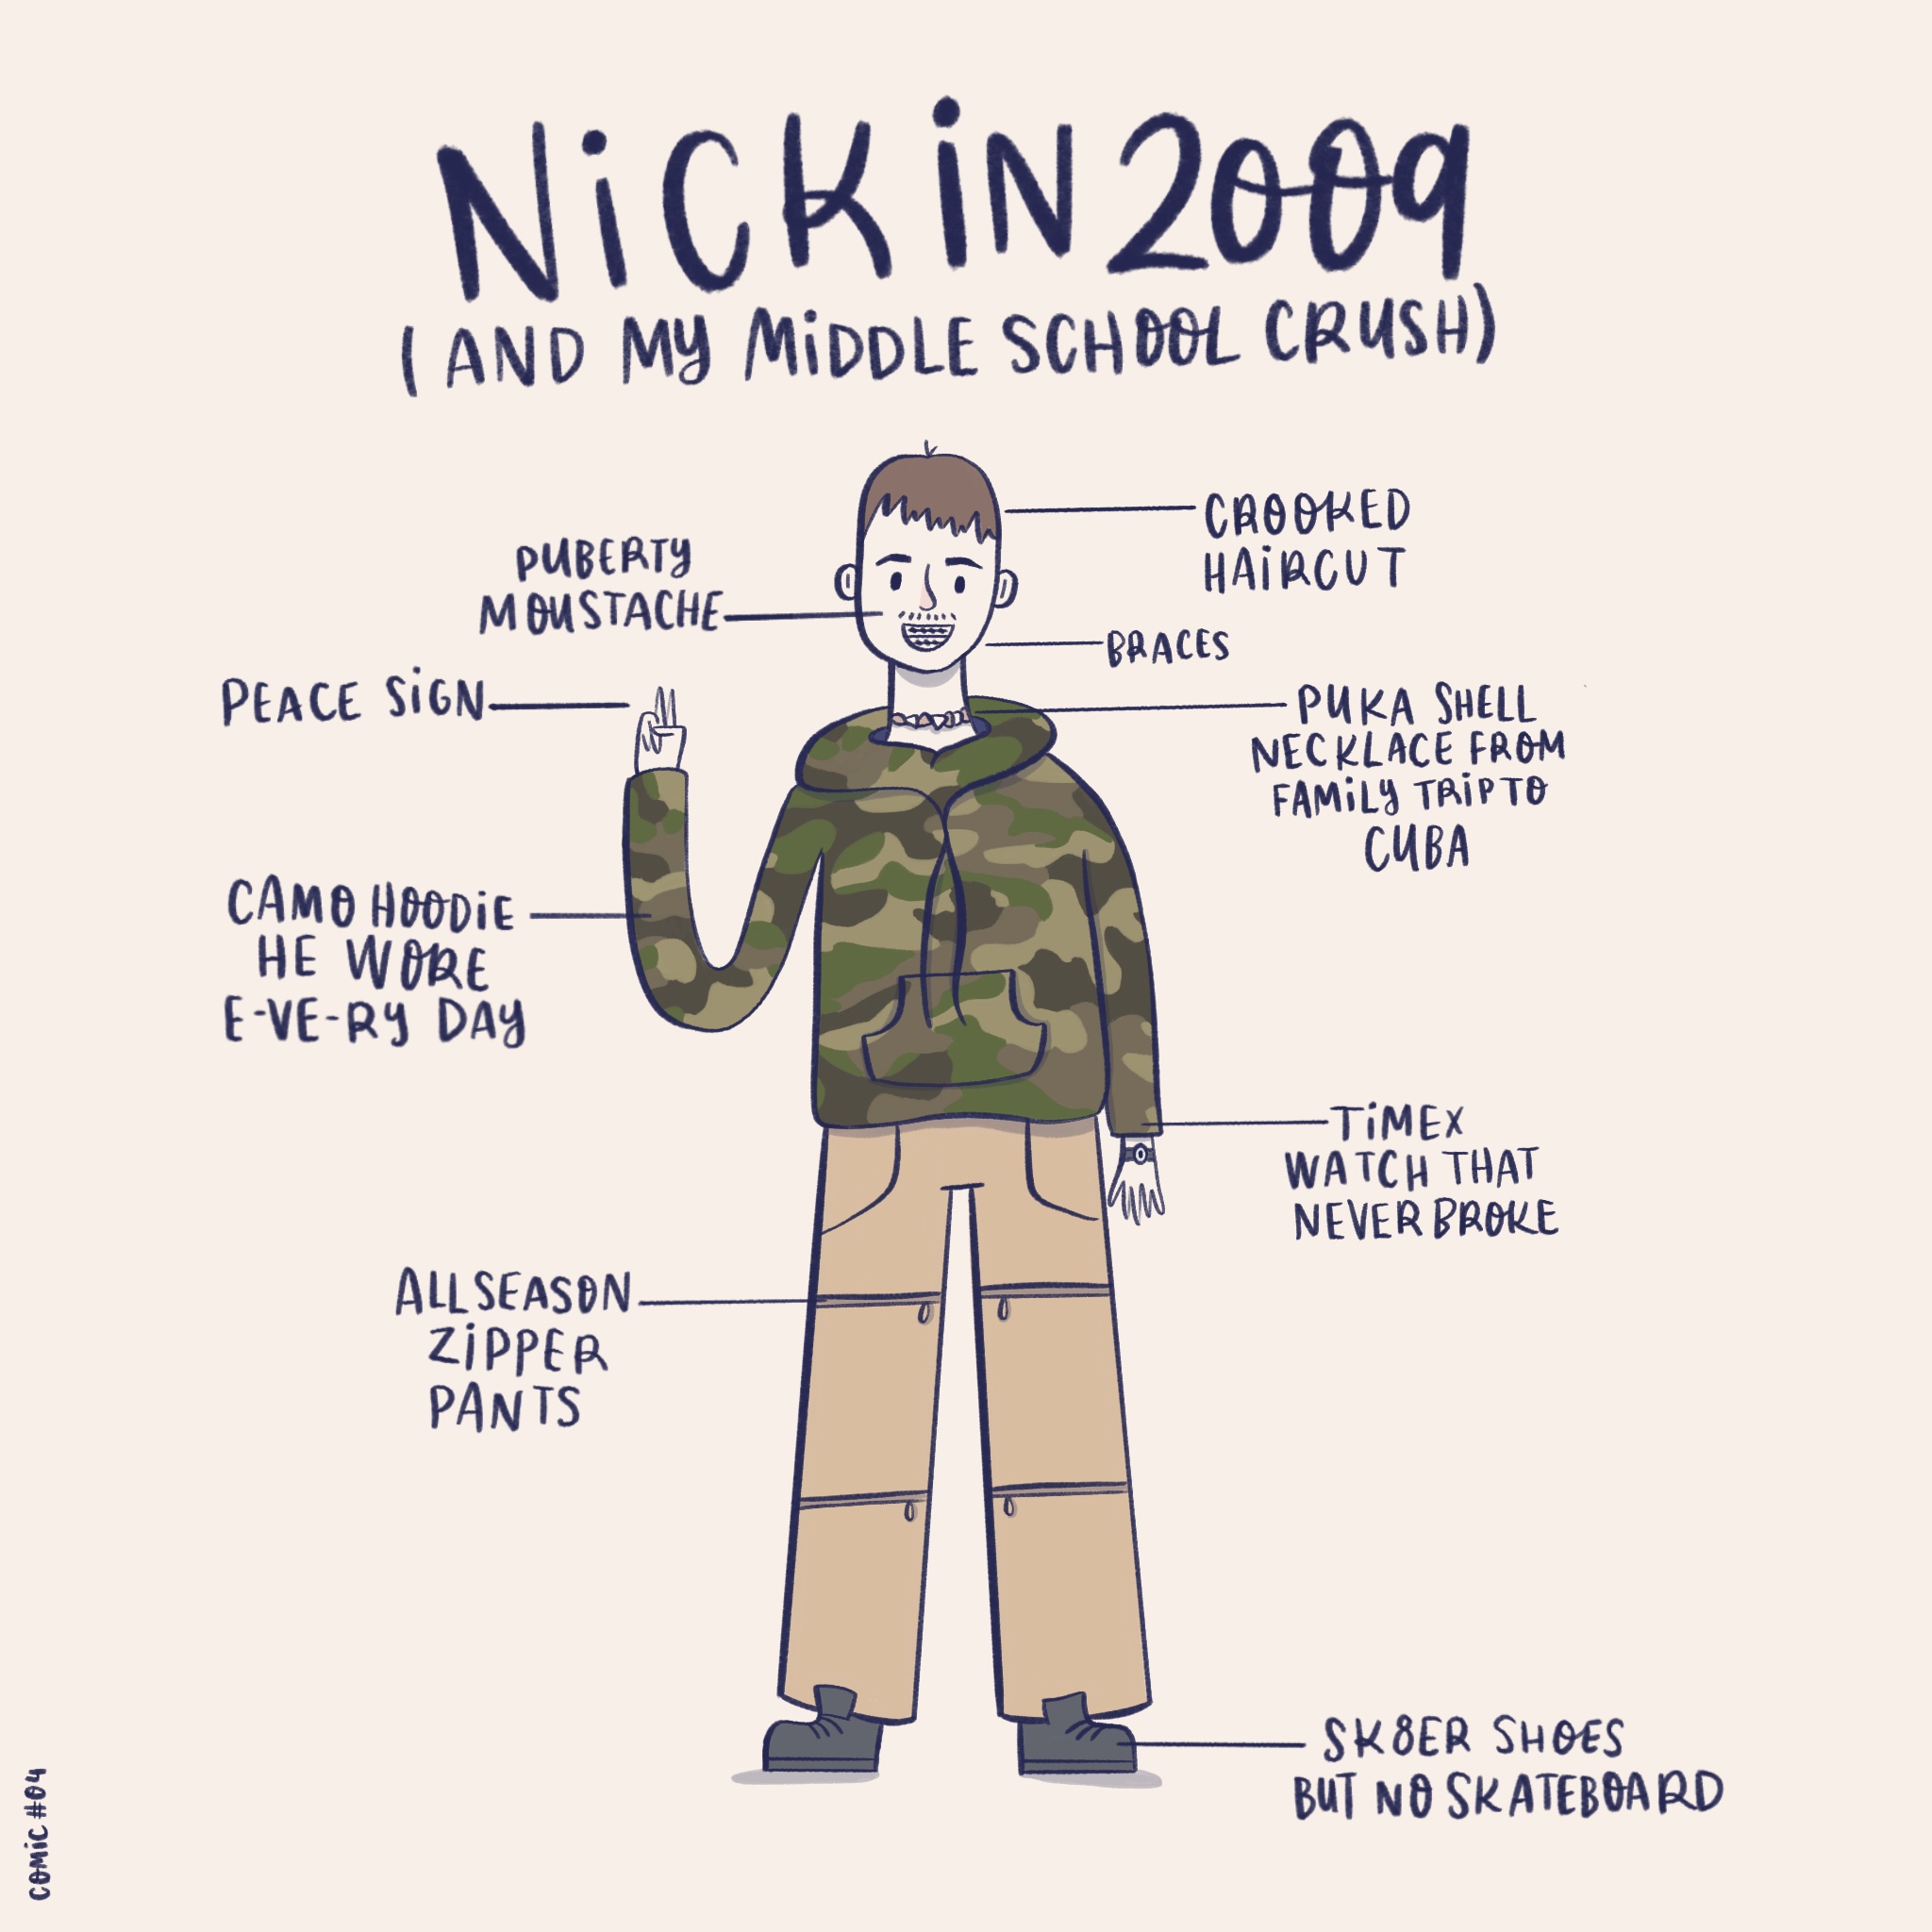 NiCK iN 2009
(AND MY MiDDLE SCHOOL CRUSH)
CROOKED
HAiRCUT
PUBERTY
MOUSTACHE
BRACES
PEACE SiGN
PUKA SHELL
NECKLACE FROM
FAMiLY TRiP TO
CUBA
CAMO HOODiE
HE WORE
E-VE-RY DAY
TiMEX
WATCH THAT
NEVER BROKE
ALL SEASON
ZiPPER
PANTS
SK8ER SHOES
BUT NO SKATEBOARD
COMiC #04